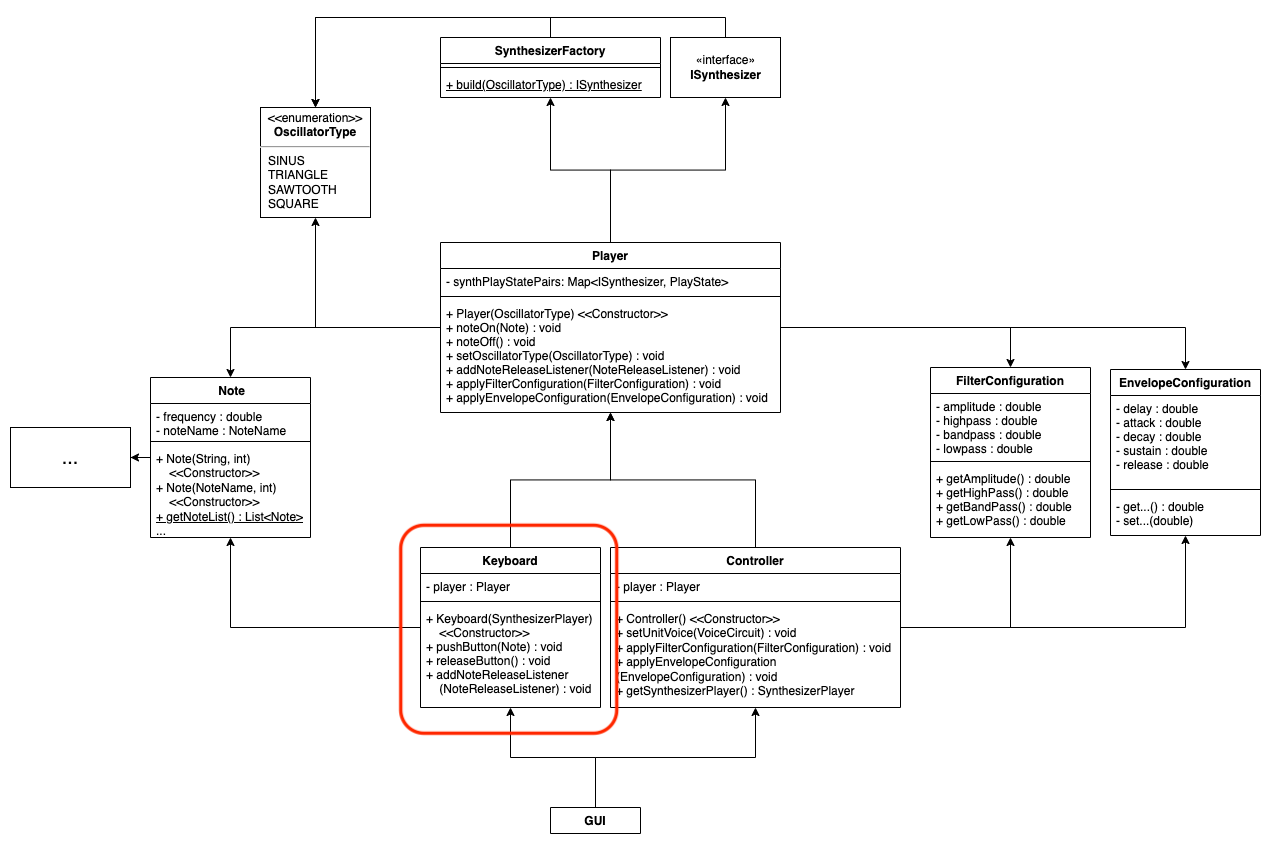 SynthesizerFactory
+ build(OscillatorType) : ISynthesizer
«interface»
ISynthesizer
<<enumeration>>
OscillatorType
SINUS
TRIANGLE
SAWTOOTH
SQUARE
Player
- synthPlayStatePairs: Map<ISynthesizer, PlayState>
+ Player(OscillatorType) <<Constructor>>
+ noteOn(Note) : void
+ noteOff() : void
+ setOscillatorType(OscillatorType) : void
+ addNoteReleaseListener(NoteReleaseListener) : void
+ applyFilterConfiguration(FilterConfiguration) : void
+ applyEnvelopeConfiguration(EnvelopeConfiguration) : void
...
Note
- frequency : double
- noteName : NoteName
+ Note(String, int)
<<Constructor>>
+ Note(NoteName, int)
<<Constructor>>
+ getNoteList() : List<Note>
...
FilterConfiguration
- amplitude : double
- highpass : double
- bandpass : double
- lowpass : double
+ getAmplitude() : double
+ getHighPass() : double
+ getBandPass() : double
+ getLowPass() : double
EnvelopeConfiguration
- delay : double
- attack : double
- decay : double
- sustain : double
- release : double
- get...() : double
- set...(double)
Keyboard
- player : Player
+ Keyboard(SynthesizerPlayer)
<<Constructor>>
+ pushButton(Note) : void
+ releaseButton() : void
+ addNoteReleaseListener
(NoteReleaseListener) : void
Controller
- player : Player
+ Controller() <<Constructor>>
+ setUnitVoice(VoiceCircuit) : void
+ applyFilterConfiguration(FilterConfiguration) : void
+ applyEnvelopeConfiguration
(EnvelopeConfiguration) : void
+ getSynthesizerPlayer() : SynthesizerPlayer
GUI